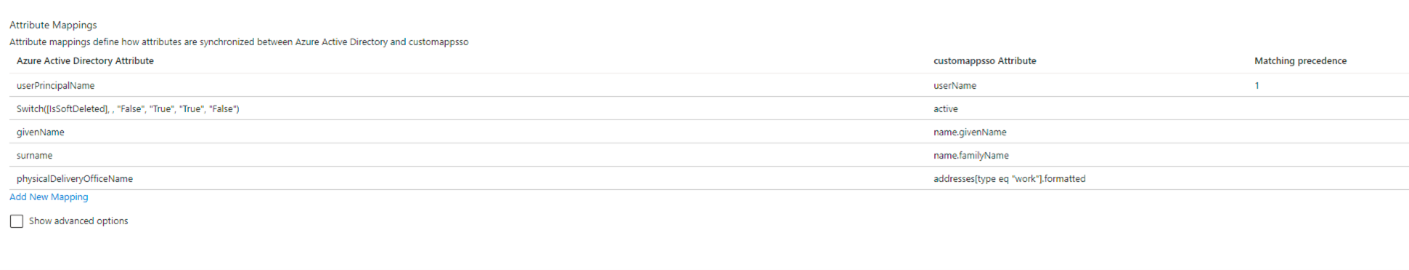 Attribute Mappings
Attribute mappings define how attributes are synchronized between Azure Active Directory and customappsso
Azure Active Directory Attribute customappsso Attribute Matching precedence
userPrincipalName userName 1
Switch([IsSoftDeleted], , "False", "True", "True", "False") active
givenName name.givenName
surname name.familyName
physicalDeliveryOfficeName addresses[type eq "work"].formatted
Add New Mapping
Show advanced options